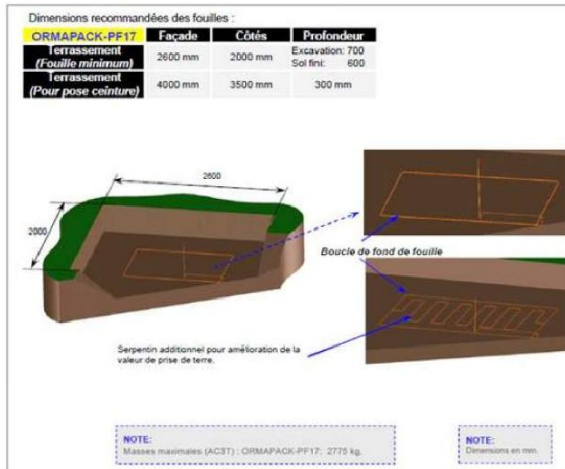 Dimensions recommandées des fouilles :
ORMAPACK-PF17 Façade Côtés Profondeur
Terrassement
(Fouille minimum) 2600 mm 2000 mm Excavation: 700
Sol fini: 600
Terrassement
(Pour pose ceinture) 4000 mm 3500 mm 300 mm
2600
2000
Boucle de fond de fouille
Serpentin additionnel pour amélioration de la
valeur de prise de terre.
NOTE:
Masses maximales (AC3T) : ORMAPACK-PF17: 2775 kg.
NOTE:
Dimensions en mm.